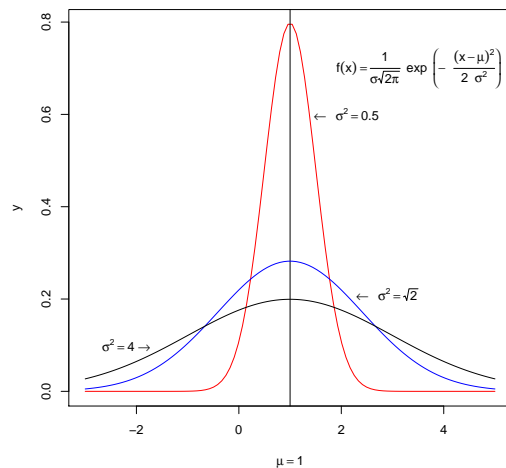 0.8
0.6
0.4
0.2
0.0
y
f(x) = 1/(σ√2π) exp (− (x−μ)²/(2 σ²))
← σ² = 0.5
← σ² = √2
σ² = 4 →
−2 0 2 4
μ = 1